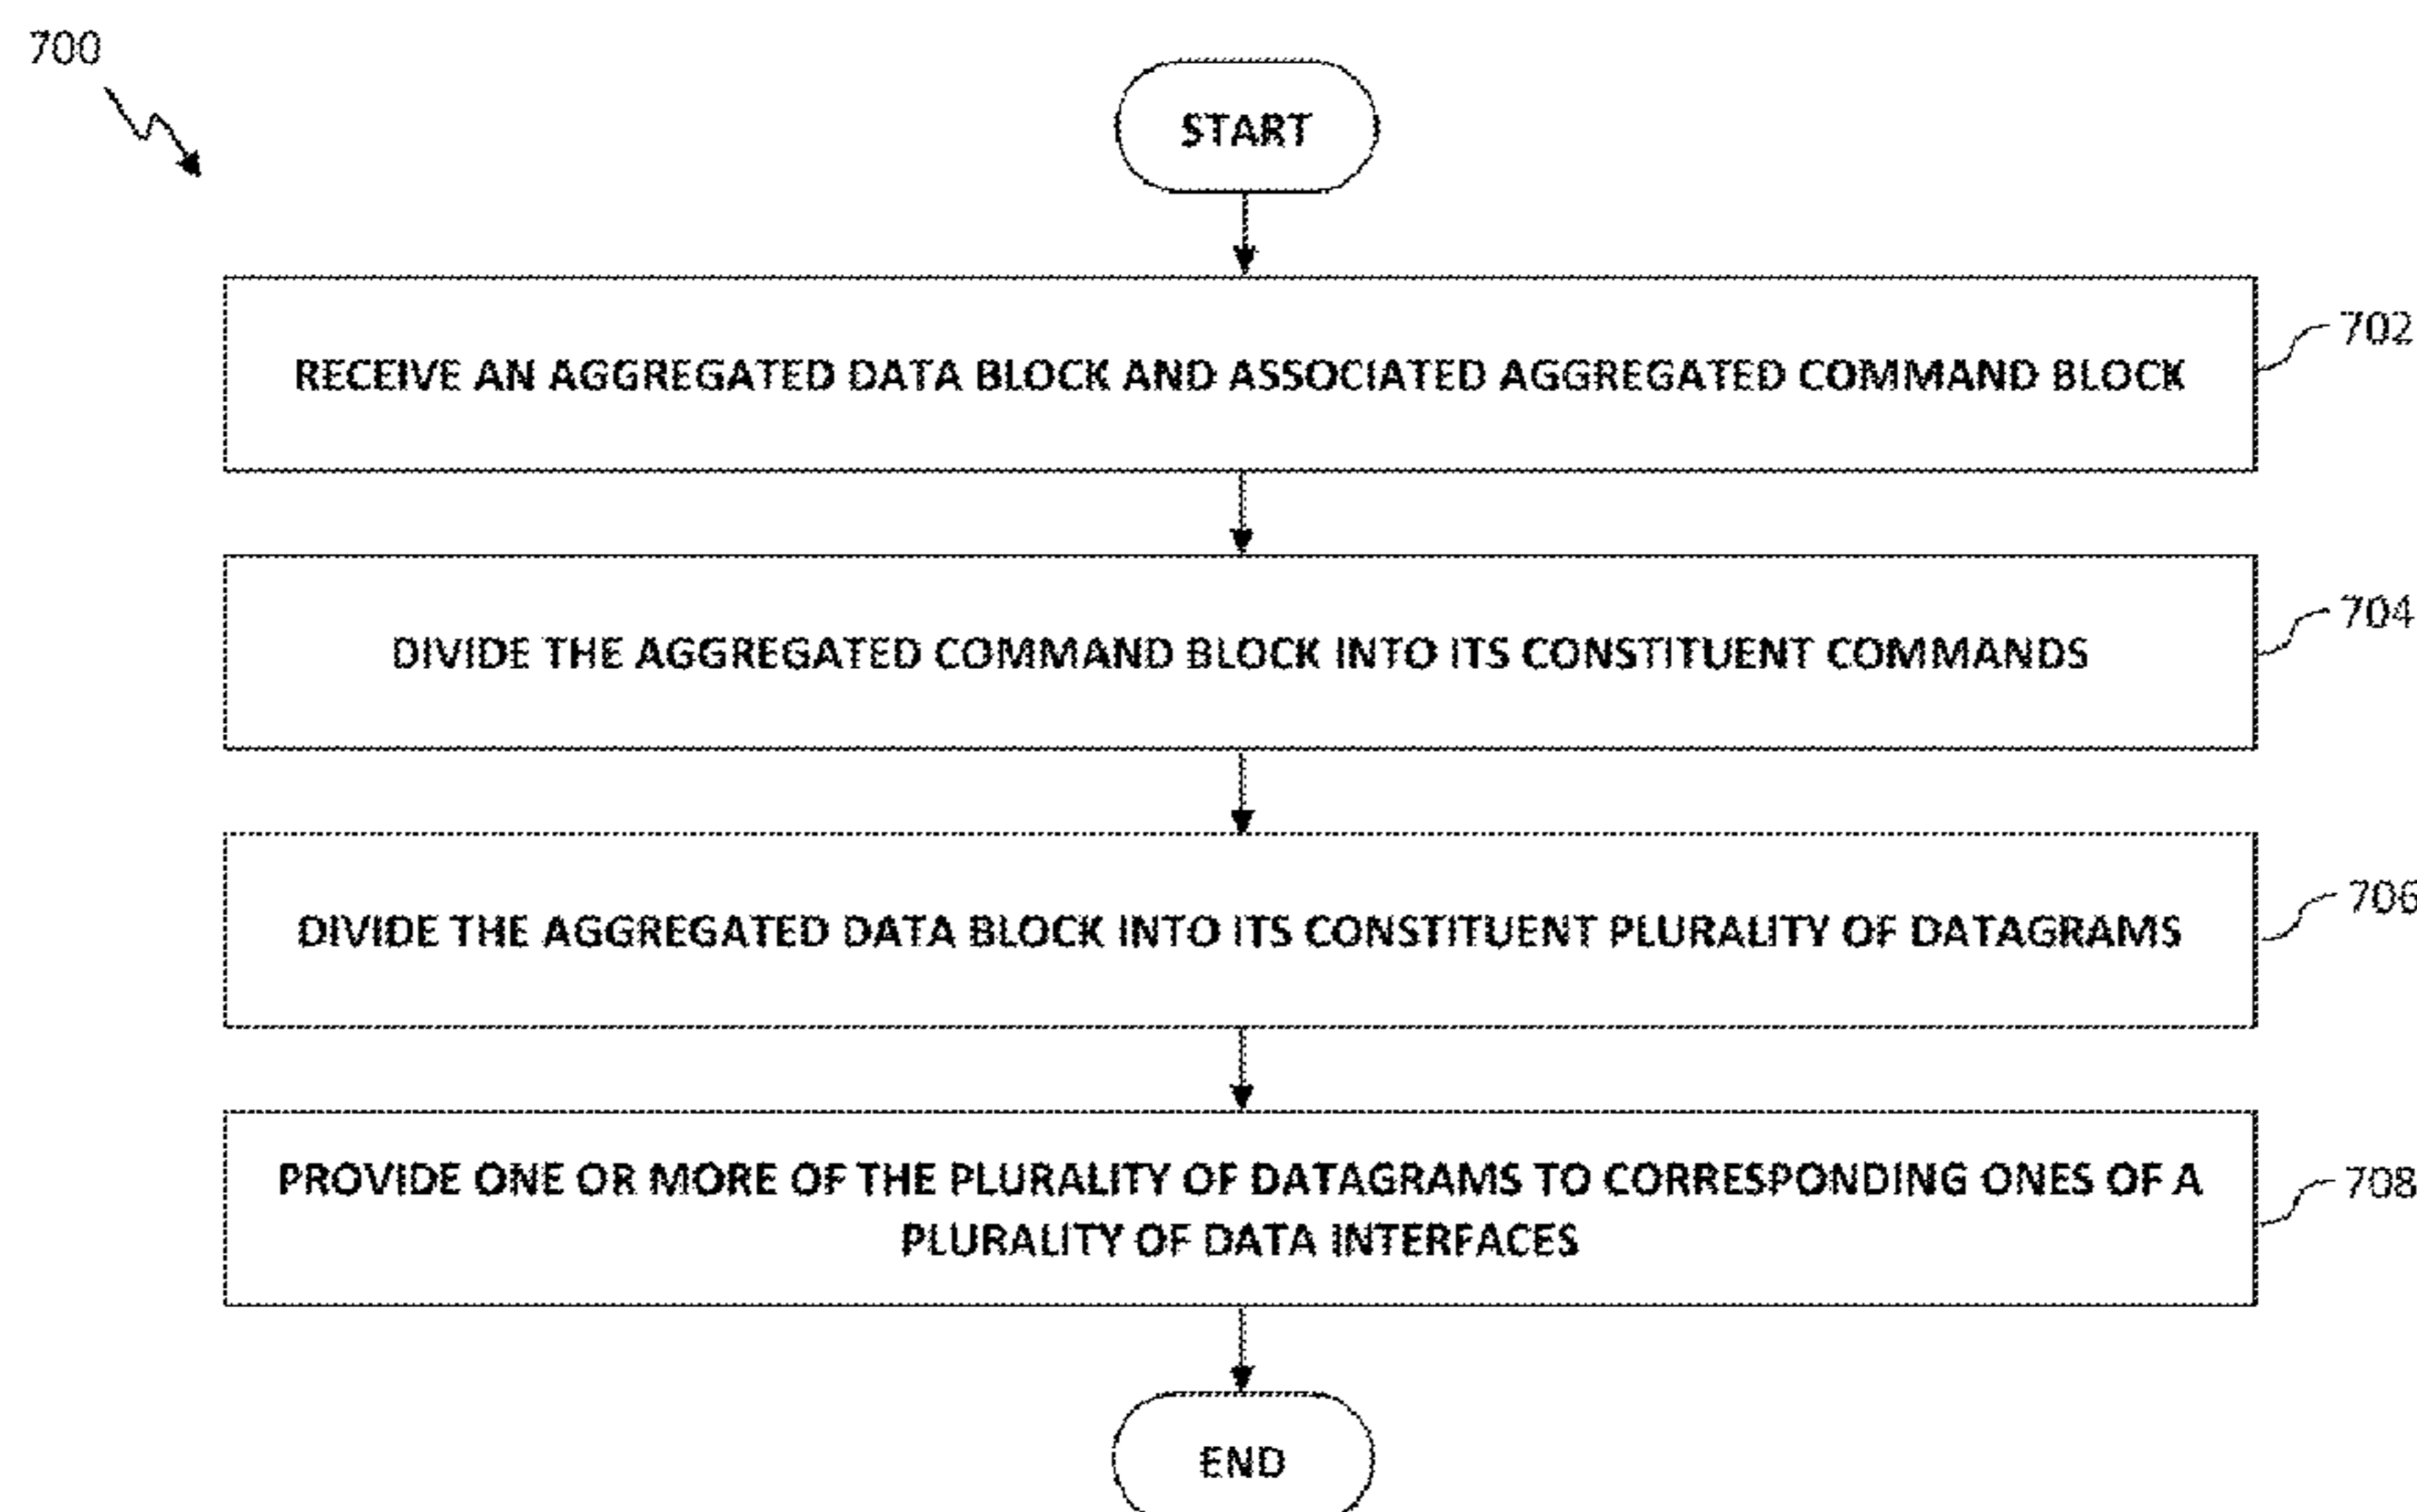 700
START
RECEIVE AN AGGREGATED DATA BLOCK AND ASSOCIATED AGGREGATED COMMAND BLOCK
702
DIVIDE THE AGGREGATED COMMAND BLOCK INTO ITS CONSTITUENT COMMANDS
704
DIVIDE THE AGGREGATED DATA BLOCK INTO ITS CONSTITUENT PLURALITY OF DATAGRAMS
706
PROVIDE ONE OR MORE OF THE PLURALITY OF DATAGRAMS TO CORRESPONDING ONES OF A
PLURALITY OF DATA INTERFACES
708
END